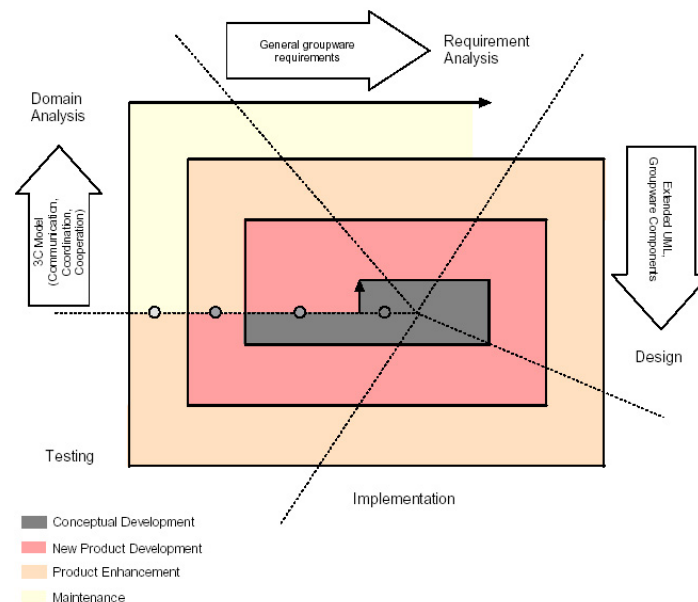 General groupware
requirements
Requirement
Analysis
Domain
Analysis
3C Model
(Communication,
Coordination,
Cooperation)
Extended UML,
Groupware Components
Design
Testing
Implementation
Conceptual Development
New Product Development
Product Enhancement
Maintenance